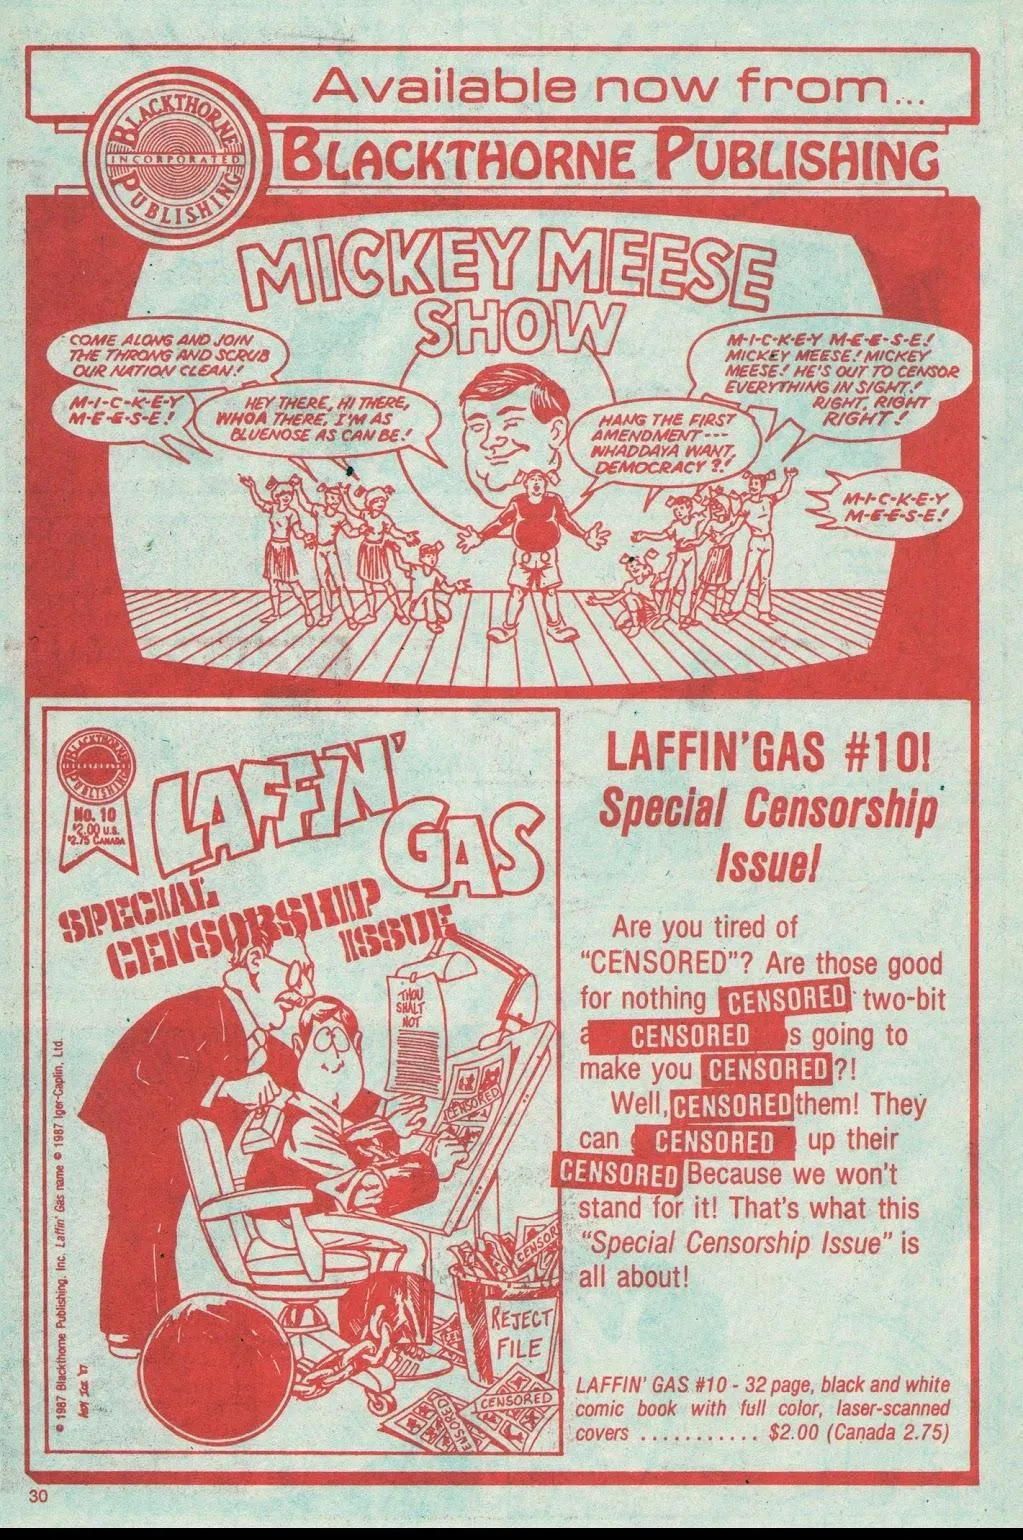 Available now from...
BLACKTHORNE PUBLISHING
BLACKTHORNE
INCORPORATED
PUBLISHING
MICKEY MEESE
SHOW
COME ALONG AND JOIN
THE THRONG AND SCRUB
OUR NATION CLEAN!
M-I-C-K-E-Y
M-E-E-S-E!
HEY THERE, HI THERE,
WHOA THERE, I'M AS
BLUENOSE AS CAN BE!
HANG THE FIRST
AMENDMENT----
WHADDAYA WANT,
DEMOCRACY?!
M-I-C-K-E-Y M-E-E-S-E!
MICKEY MEESE! MICKEY
MEESE! HE'S OUT TO CENSOR
EVERYTHING IN SIGHT!
RIGHT, RIGHT
RIGHT!
M-I-C-K-E-Y
M-E-E-S-E!
BLACKTHORNE
PUBLISHING
No. 10
$2.00 U.S.
$2.75 CANADA
LAFFIN'
GAS
SPECIAL
CENSORSHIP
ISSUE
THOU
SHALT
NOT
CENSORED
CENSOR
REJECT
FILE
CENSORED
CENSORED
© 1987 Blackthorne Publishing, Inc. Laffin' Gas name © 1987 Iger-Caplin, Ltd.
LAFFIN'GAS #10!
Special Censorship
Issue!
Are you tired of
"CENSORED"? Are those good
for nothing CENSORED two-bit
a CENSORED s going to
make you CENSORED?!
Well, CENSORED them! They
can CENSORED up their
CENSORED Because we won't
stand for it! That's what this
"Special Censorship Issue" is
all about!
LAFFIN' GAS #10 - 32 page, black and white
comic book with full color, laser-scanned
covers ........... $2.00 (Canada 2.75)
30